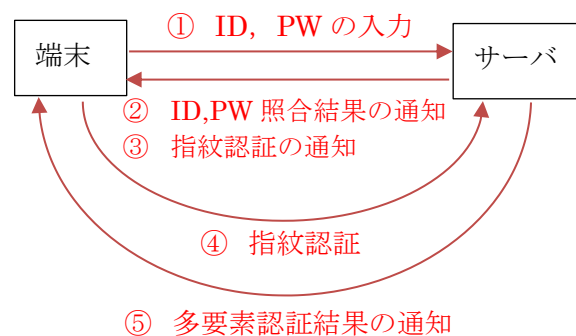 ① ID, PW の入力
端末
サーバ
② ID,PW 照合結果の通知
③ 指紋認証の通知
④ 指紋認証
⑤ 多要素認証結果の通知